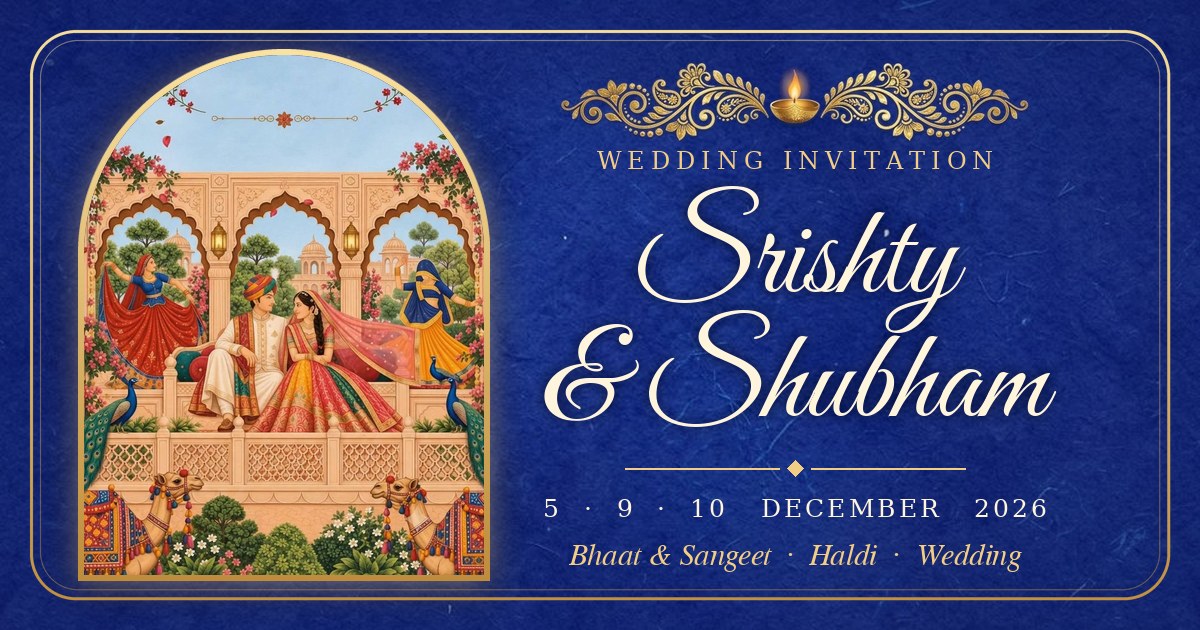 WEDDING INVITATION
Srishty
& Shubham
5 · 9 · 10 DECEMBER 2026
Bhaat & Sangeet · Haldi · Wedding